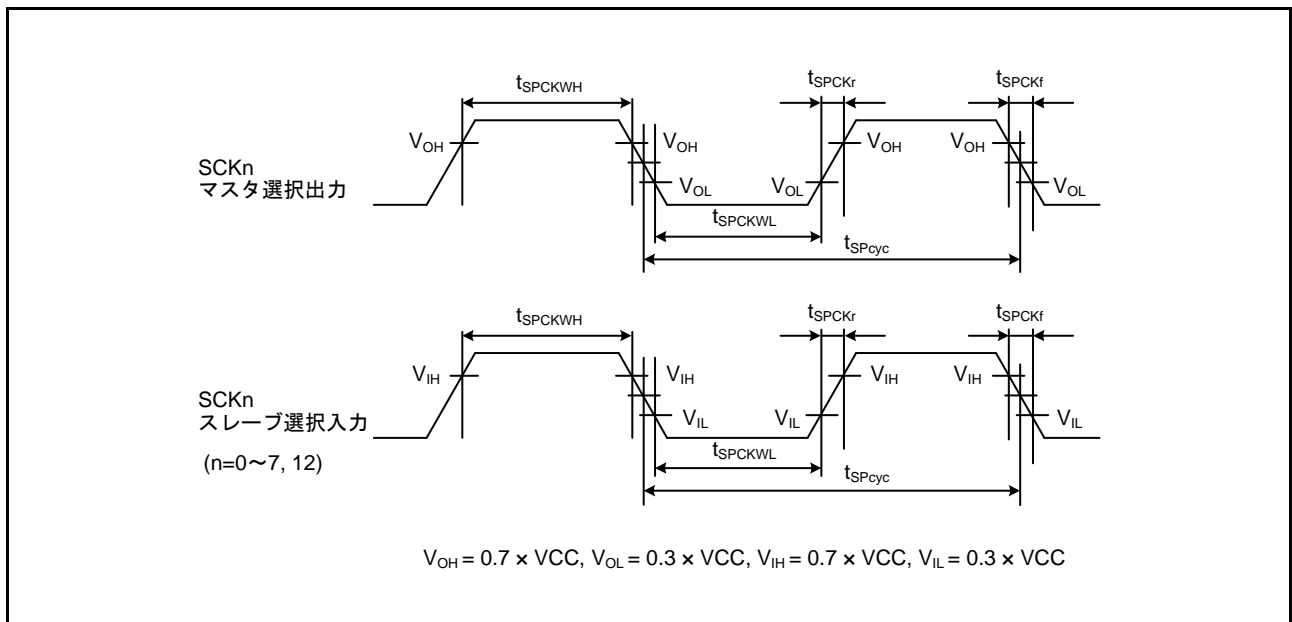 tSPCKWH tSPCKr tSPCKf
VOH VOH VOH VOH
SCKn
マスタ選択出力
VOL VOL VOL
tSPCKWL
tSPcyc
tSPCKWH tSPCKr tSPCKf
VIH VIH VIH VIH
SCKn
スレーブ選択入力
VIL VIL VIL
(n=0～7, 12)
tSPCKWL
tSPcyc
VOH = 0.7 × VCC, VOL = 0.3 × VCC, VIH = 0.7 × VCC, VIL = 0.3 × VCC